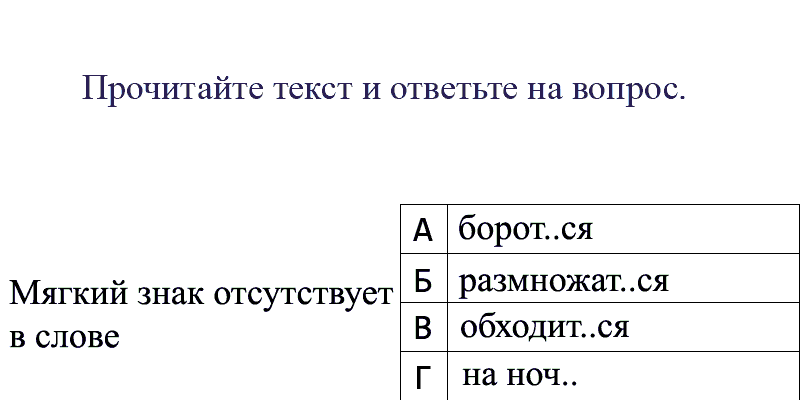 Прочитайте текст и ответьте на вопрос.
Мягкий знак отсутствует
в слове
А борот..ся
Б размножат..ся
В обходит..ся
Г на ноч..